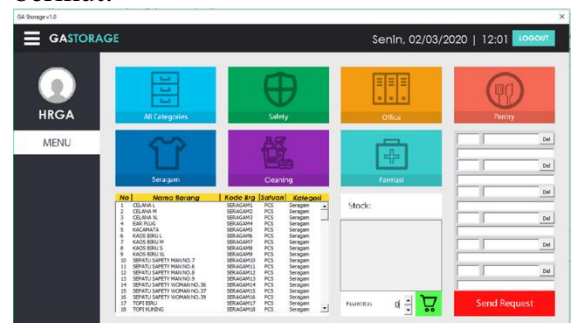 GA Storage v1.0
GASTORAGE
Senin, 02/03/2020 | 12:01 LOGOUT
HRGA
MENU
All Categories
Safety
Office
Pantry
Seragam
Cleaning
Farmasi
No Nama Barang Kode Brg Satuan Kategori
1 CELANA L SERAGAM1 PCS Seragam
2 CELANA M SERAGAM2 PCS Seragam
3 CELANA XL SERAGAM3 PCS Seragam
4 EAR PLUG SERAGAM4 PCS Seragam
5 KACAMATA SERAGAM5 PCS Seragam
6 KAOS BIRU L SERAGAM6 PCS Seragam
7 KAOS BIRU M SERAGAM7 PCS Seragam
8 KAOS BIRU S SERAGAM8 PCS Seragam
9 KAOS BIRU XL SERAGAM9 PCS Seragam
10 SEPATU SAFETY MAN NO.7 SERAGAM10 PCS Seragam
11 SEPATU SAFETY MAN NO.6 SERAGAM11 PCS Seragam
12 SEPATU SAFETY MAN NO.8 SERAGAM12 PCS Seragam
13 SEPATU SAFETY MAN NO.9 SERAGAM13 PCS Seragam
14 SEPATU SAFETY WOMAN NO.36 SERAGAM14 PCS Seragam
15 SEPATU SAFETY WOMAN NO.37 SERAGAM15 PCS Seragam
16 SEPATU SAFETY WOMAN NO.39 SERAGAM16 PCS Seragam
17 TOPI BIRU SERAGAM17 PCS Seragam
18 TOPI KUNING SERAGAM18 PCS Seragam
Stock:
Kuantitas 0
Del
Del
Del
Del
Del
Del
Send Request